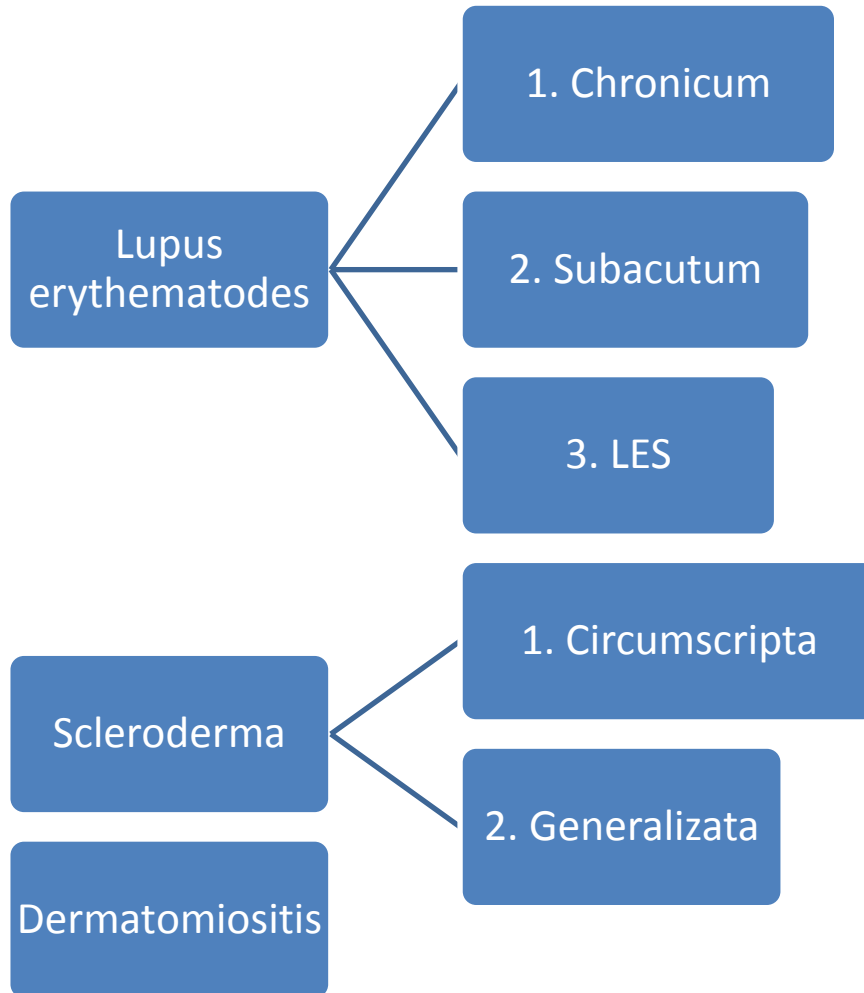 Lupus
erythematodes
1. Chronicum
2. Subacutum
3. LES
Scleroderma
1. Circumscripta
2. Generalizata
Dermatomiositis